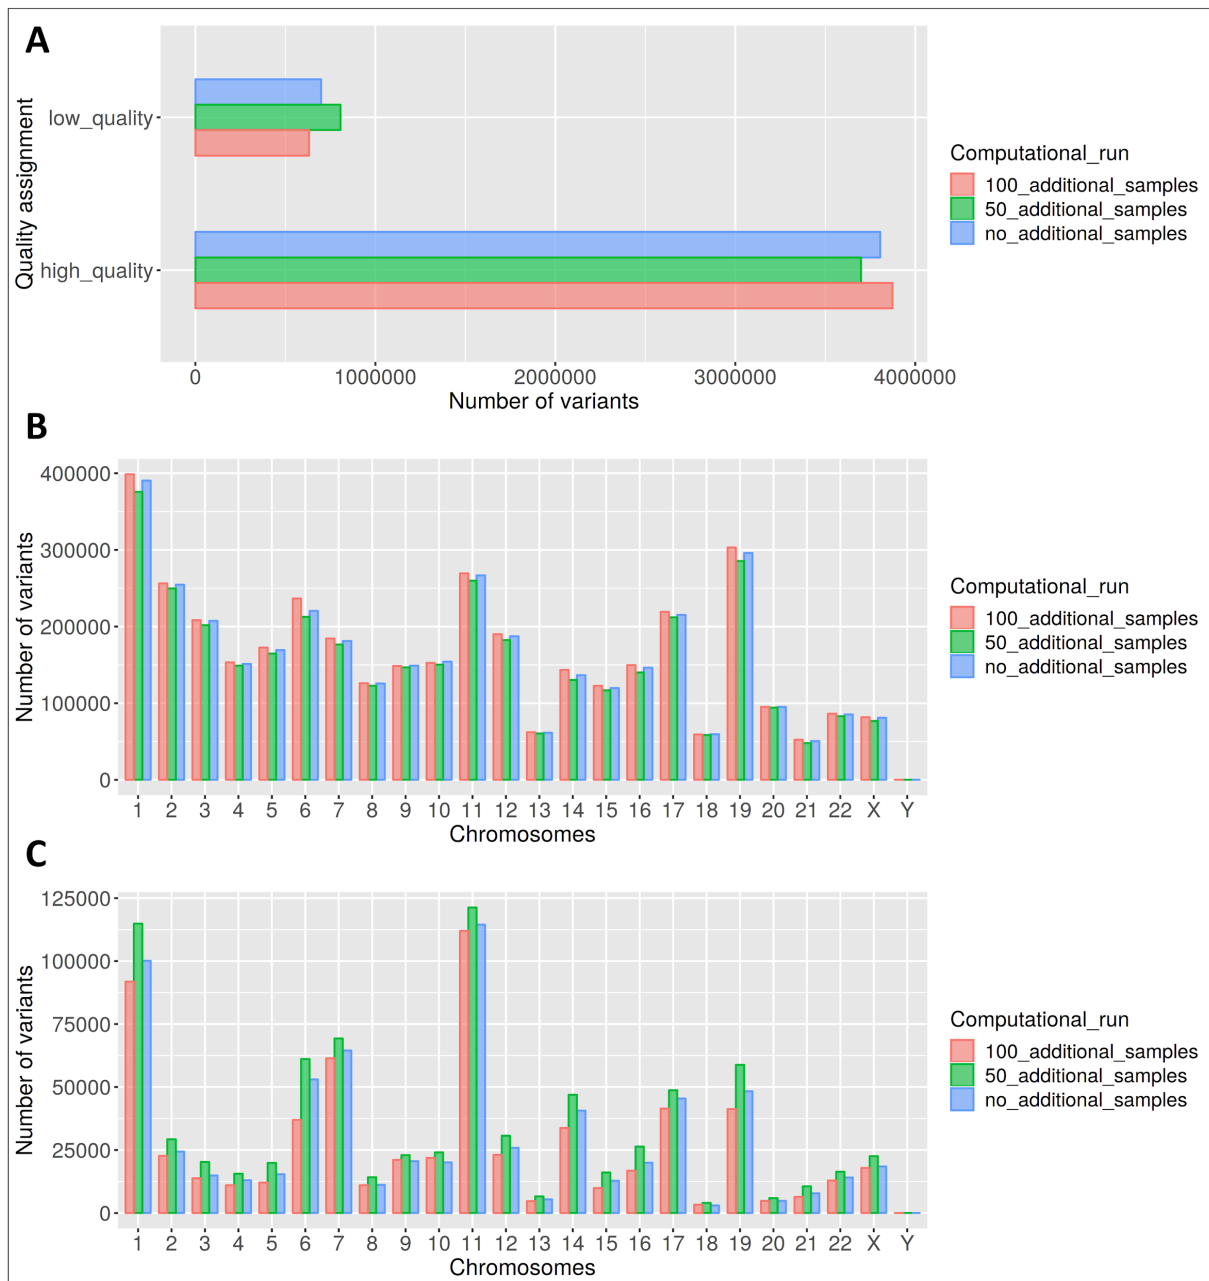 A
Quality assignment
low_quality
high_quality
0 1000000 2000000 3000000 4000000
Number of variants
Computational_run
100_additional_samples
50_additional_samples
no_additional_samples
B
Number of variants
400000
300000
200000
100000
0
1 2 3 4 5 6 7 8 9 10 11 12 13 14 15 16 17 18 19 20 21 22 X Y
Chromosomes
Computational_run
100_additional_samples
50_additional_samples
no_additional_samples
C
Number of variants
125000
100000
75000
50000
25000
0
1 2 3 4 5 6 7 8 9 10 11 12 13 14 15 16 17 18 19 20 21 22 X Y
Chromosomes
Computational_run
100_additional_samples
50_additional_samples
no_additional_samples